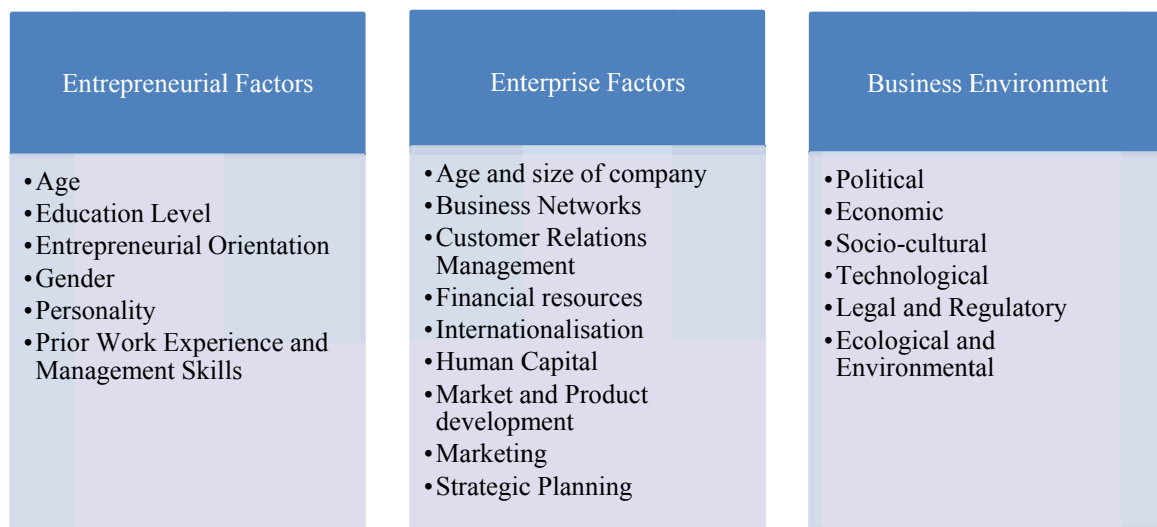 Entrepreneurial Factors
•Age
•Education Level
•Entrepreneurial Orientation
•Gender
•Personality
•Prior Work Experience and
Management Skills
Enterprise Factors
•Age and size of company
•Business Networks
•Customer Relations
Management
•Financial resources
•Internationalisation
•Human Capital
•Market and Product
development
•Marketing
•Strategic Planning
Business Environment
•Political
•Economic
•Socio-cultural
•Technological
•Legal and Regulatory
•Ecological and
Environmental